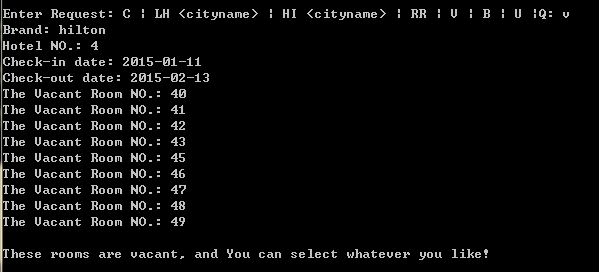 Enter Request: C | LH <cityname> | HI <cityname> | RR | V | B | U |Q: v
Brand: hilton
Hotel NO.: 4
Check-in date: 2015-01-11
Check-out date: 2015-02-13
The Vacant Room NO.: 40
The Vacant Room NO.: 41
The Vacant Room NO.: 42
The Vacant Room NO.: 43
The Vacant Room NO.: 45
The Vacant Room NO.: 46
The Vacant Room NO.: 47
The Vacant Room NO.: 48
The Vacant Room NO.: 49
These rooms are vacant, and You can select whatever you like!